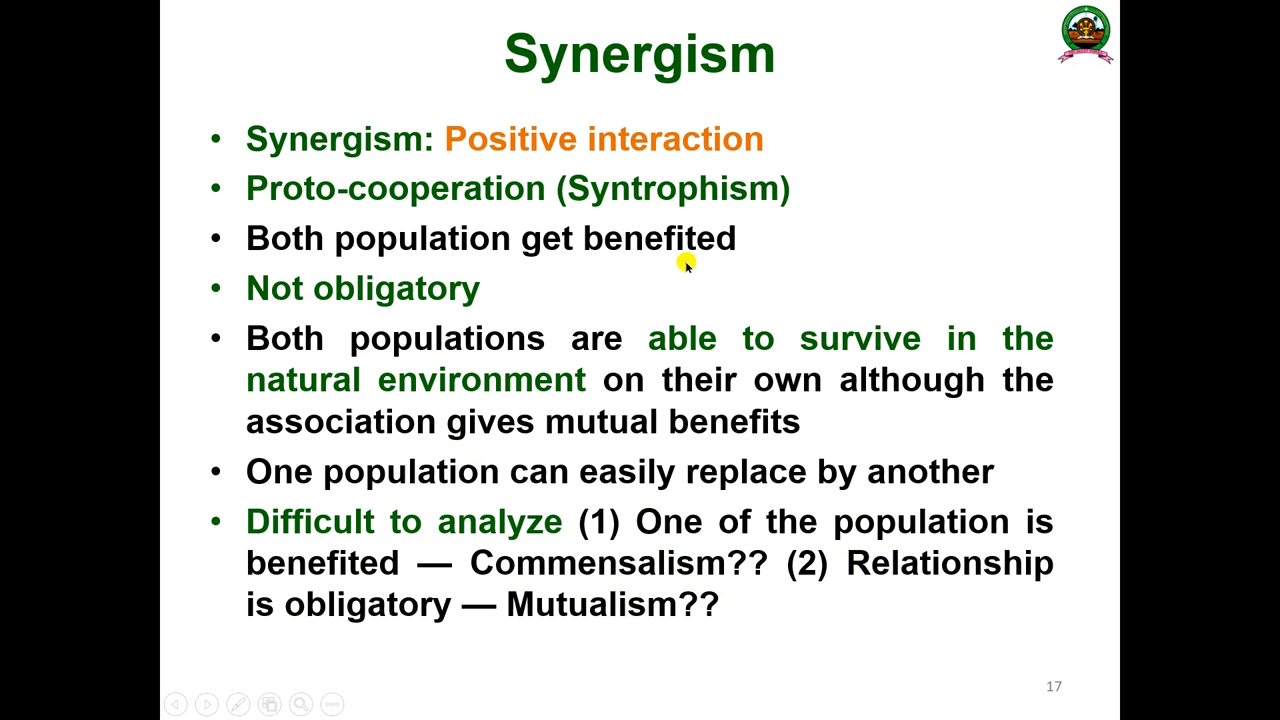 Synergism
• Synergism: Positive interaction
• Proto-cooperation (Syntrophism)
• Both population get benefited
• Not obligatory
• Both populations are able to survive in the
natural environment on their own although the
association gives mutual benefits
• One population can easily replace by another
• Difficult to analyze (1) One of the population is
benefited — Commensalism?? (2) Relationship
is obligatory — Mutualism??
17